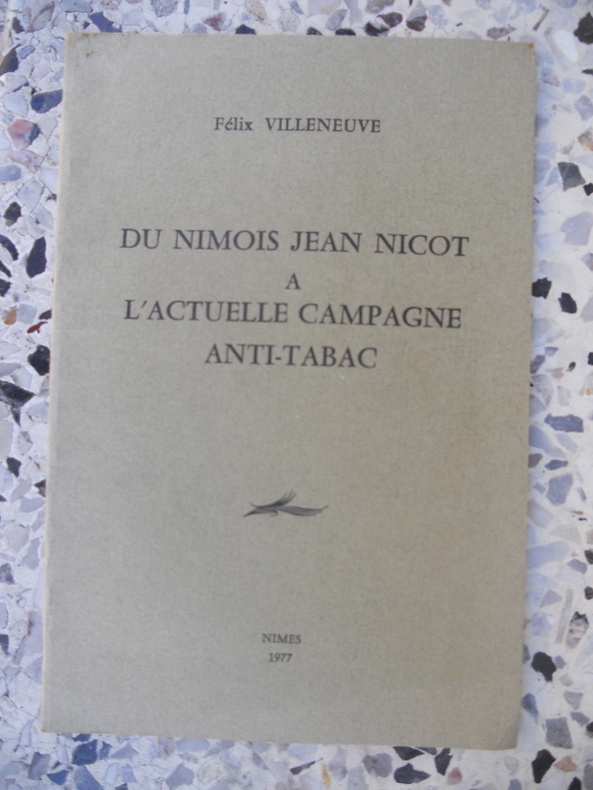 Félix VILLENEUVE
DU NIMOIS JEAN NICOT
A
L'ACTUELLE CAMPAGNE
ANTI-TABAC
NIMES
1977